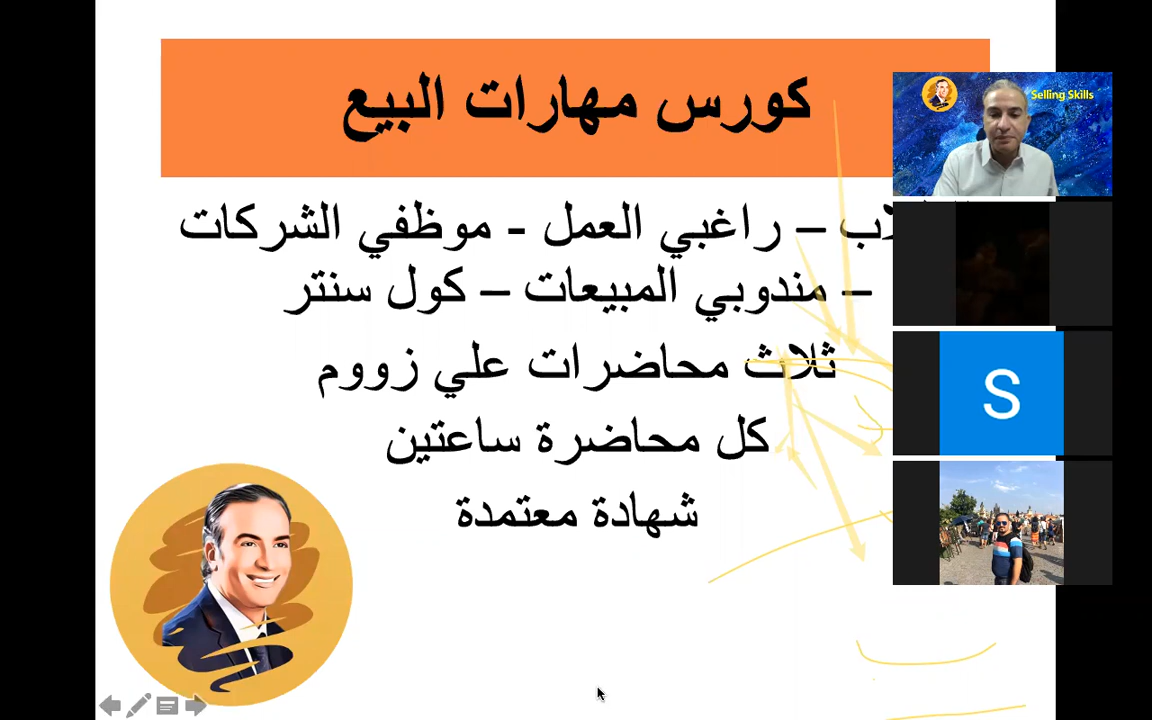 كورس مهارات البيع
– راغبي العمل - موظفي الشركات
– مندوبي المبيعات – كول سنتر
ثلاث محاضرات علي زووم
كل محاضرة ساعتين
شهادة معتمدة
Selling Skills
S